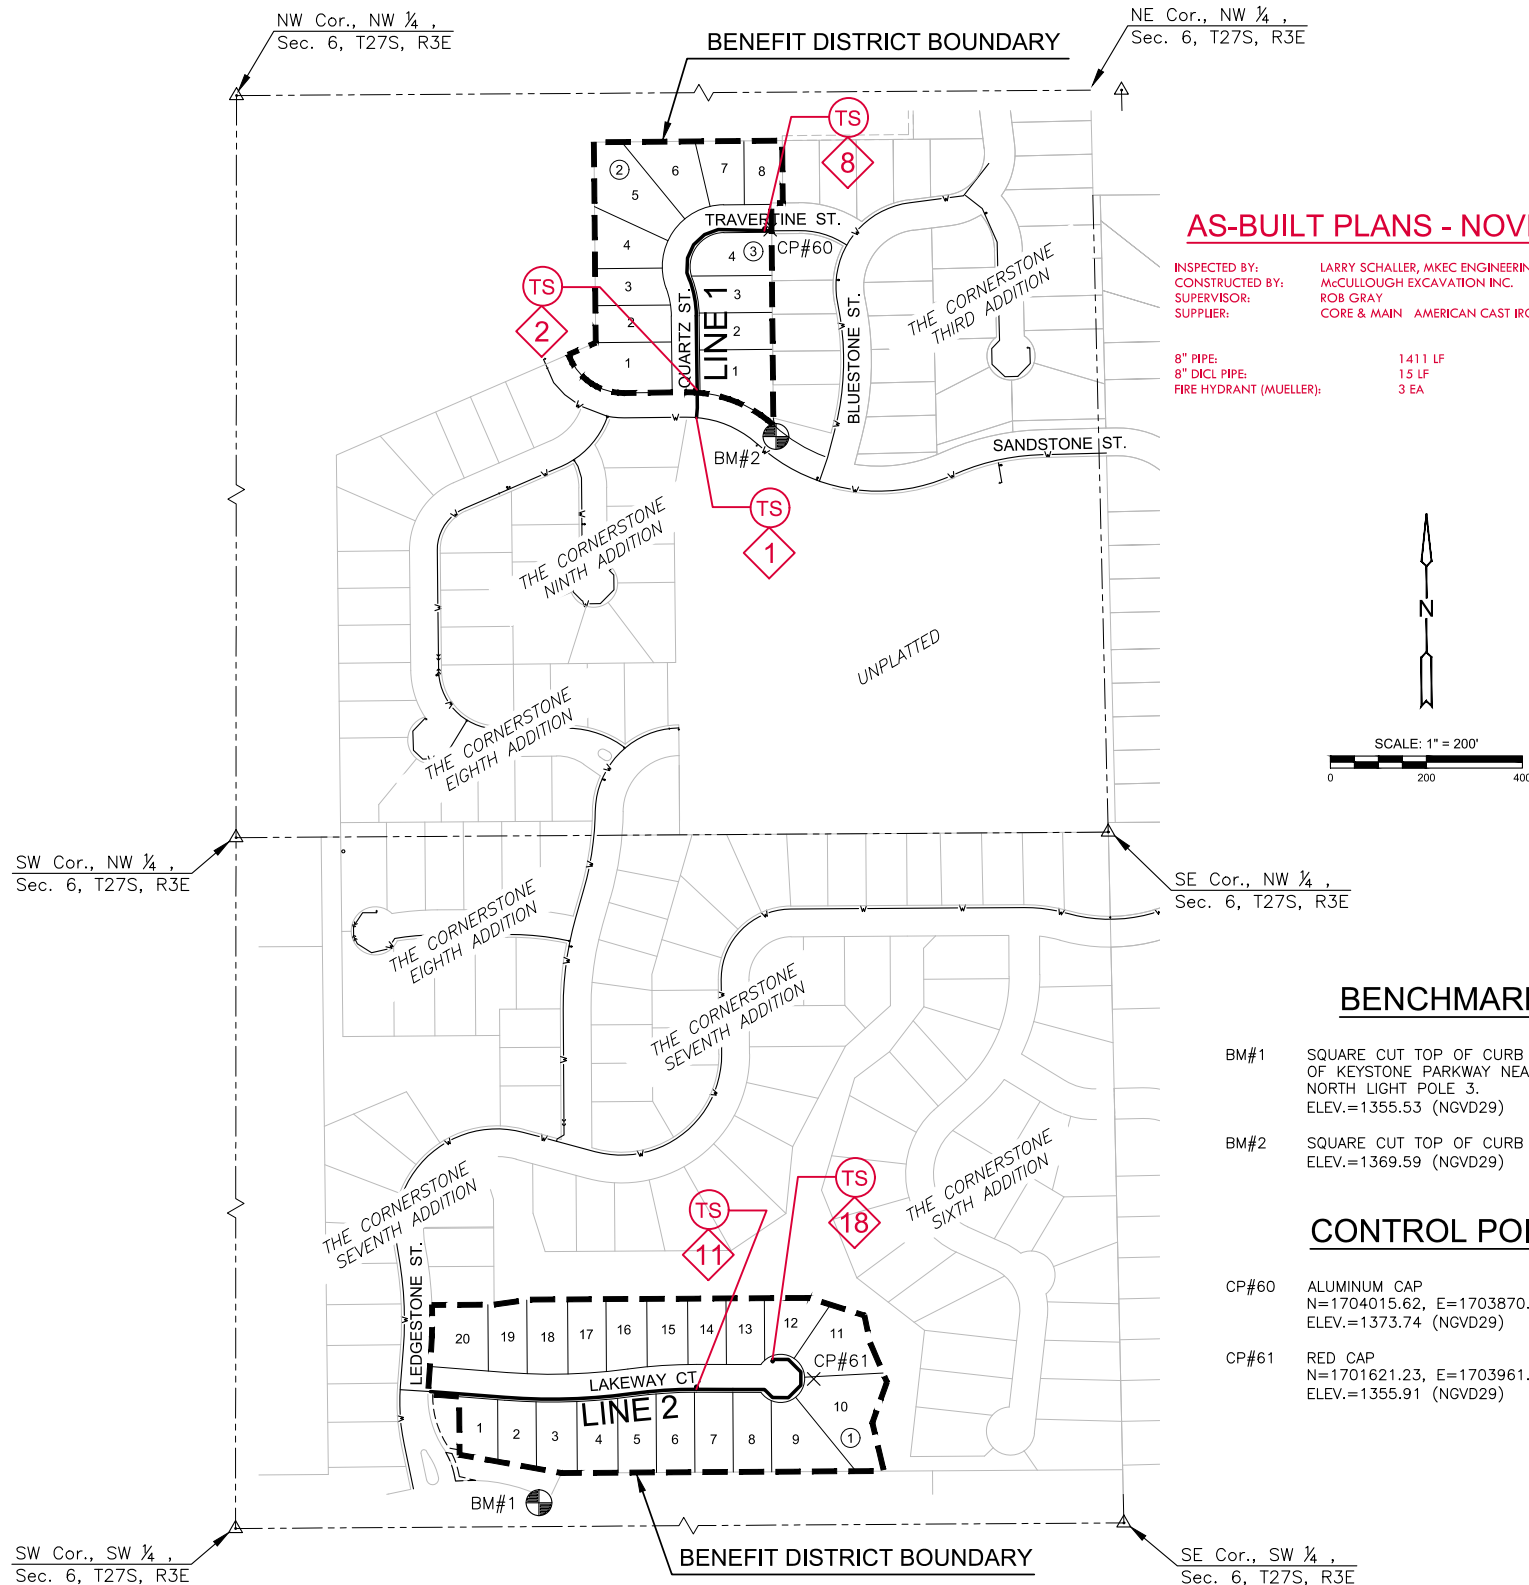 NW Cor., NW ¼ ,
Sec. 6, T27S, R3E
BENEFIT DISTRICT BOUNDARY
NE Cor., NW ¼ ,
Sec. 6, T27S, R3E
TS
8
2
5
6
7
8
TRAVERTINE ST.
CP#60
4
4
3
3
3
2
2
1
1
QUARTZ ST.
LINE 1
TS
2
BLUESTONE ST.
THE CORNERSTONE
THIRD ADDITION
SANDSTONE ST.
BM#2
TS
1
AS-BUILT PLANS - NOV
INSPECTED BY: LARRY SCHALLER, MKEC ENGINEERIN
CONSTRUCTED BY: McCULLOUGH EXCAVATION INC.
SUPERVISOR: ROB GRAY
SUPPLIER: CORE & MAIN AMERICAN CAST IRO
8" PIPE: 1411 LF
8" DICL PIPE: 15 LF
FIRE HYDRANT (MUELLER): 3 EA
THE CORNERSTONE
NINTH ADDITION
UNPLATTED
N
SCALE: 1" = 200'
0 200 400
THE CORNERSTONE
EIGHTH ADDITION
SW Cor., NW ¼ ,
Sec. 6, T27S, R3E
SE Cor., NW ¼ ,
Sec. 6, T27S, R3E
THE CORNERSTONE
EIGHTH ADDITION
THE CORNERSTONE
SEVENTH ADDITION
BENCHMAR
BM#1 SQUARE CUT TOP OF CURB
OF KEYSTONE PARKWAY NEA
NORTH LIGHT POLE 3.
ELEV.=1355.53 (NGVD29)
BM#2 SQUARE CUT TOP OF CURB
ELEV.=1369.59 (NGVD29)
THE CORNERSTONE
SEVENTH ADDITION
THE CORNERSTONE
SIXTH ADDITION
TS
18
TS
11
CONTROL PO
CP#60 ALUMINUM CAP
N=1704015.62, E=1703870.
ELEV.=1373.74 (NGVD29)
CP#61 RED CAP
N=1701621.23, E=1703961.
ELEV.=1355.91 (NGVD29)
LEDGESTONE ST.
20 19 18 17 16 15 14 13 12 11
CP#61
LAKEWAY CT.
LINE 2
1 2 3 4 5 6 7 8 9 10
1
BM#1
BENEFIT DISTRICT BOUNDARY
SW Cor., SW ¼ ,
Sec. 6, T27S, R3E
SE Cor., SW ¼ ,
Sec. 6, T27S, R3E